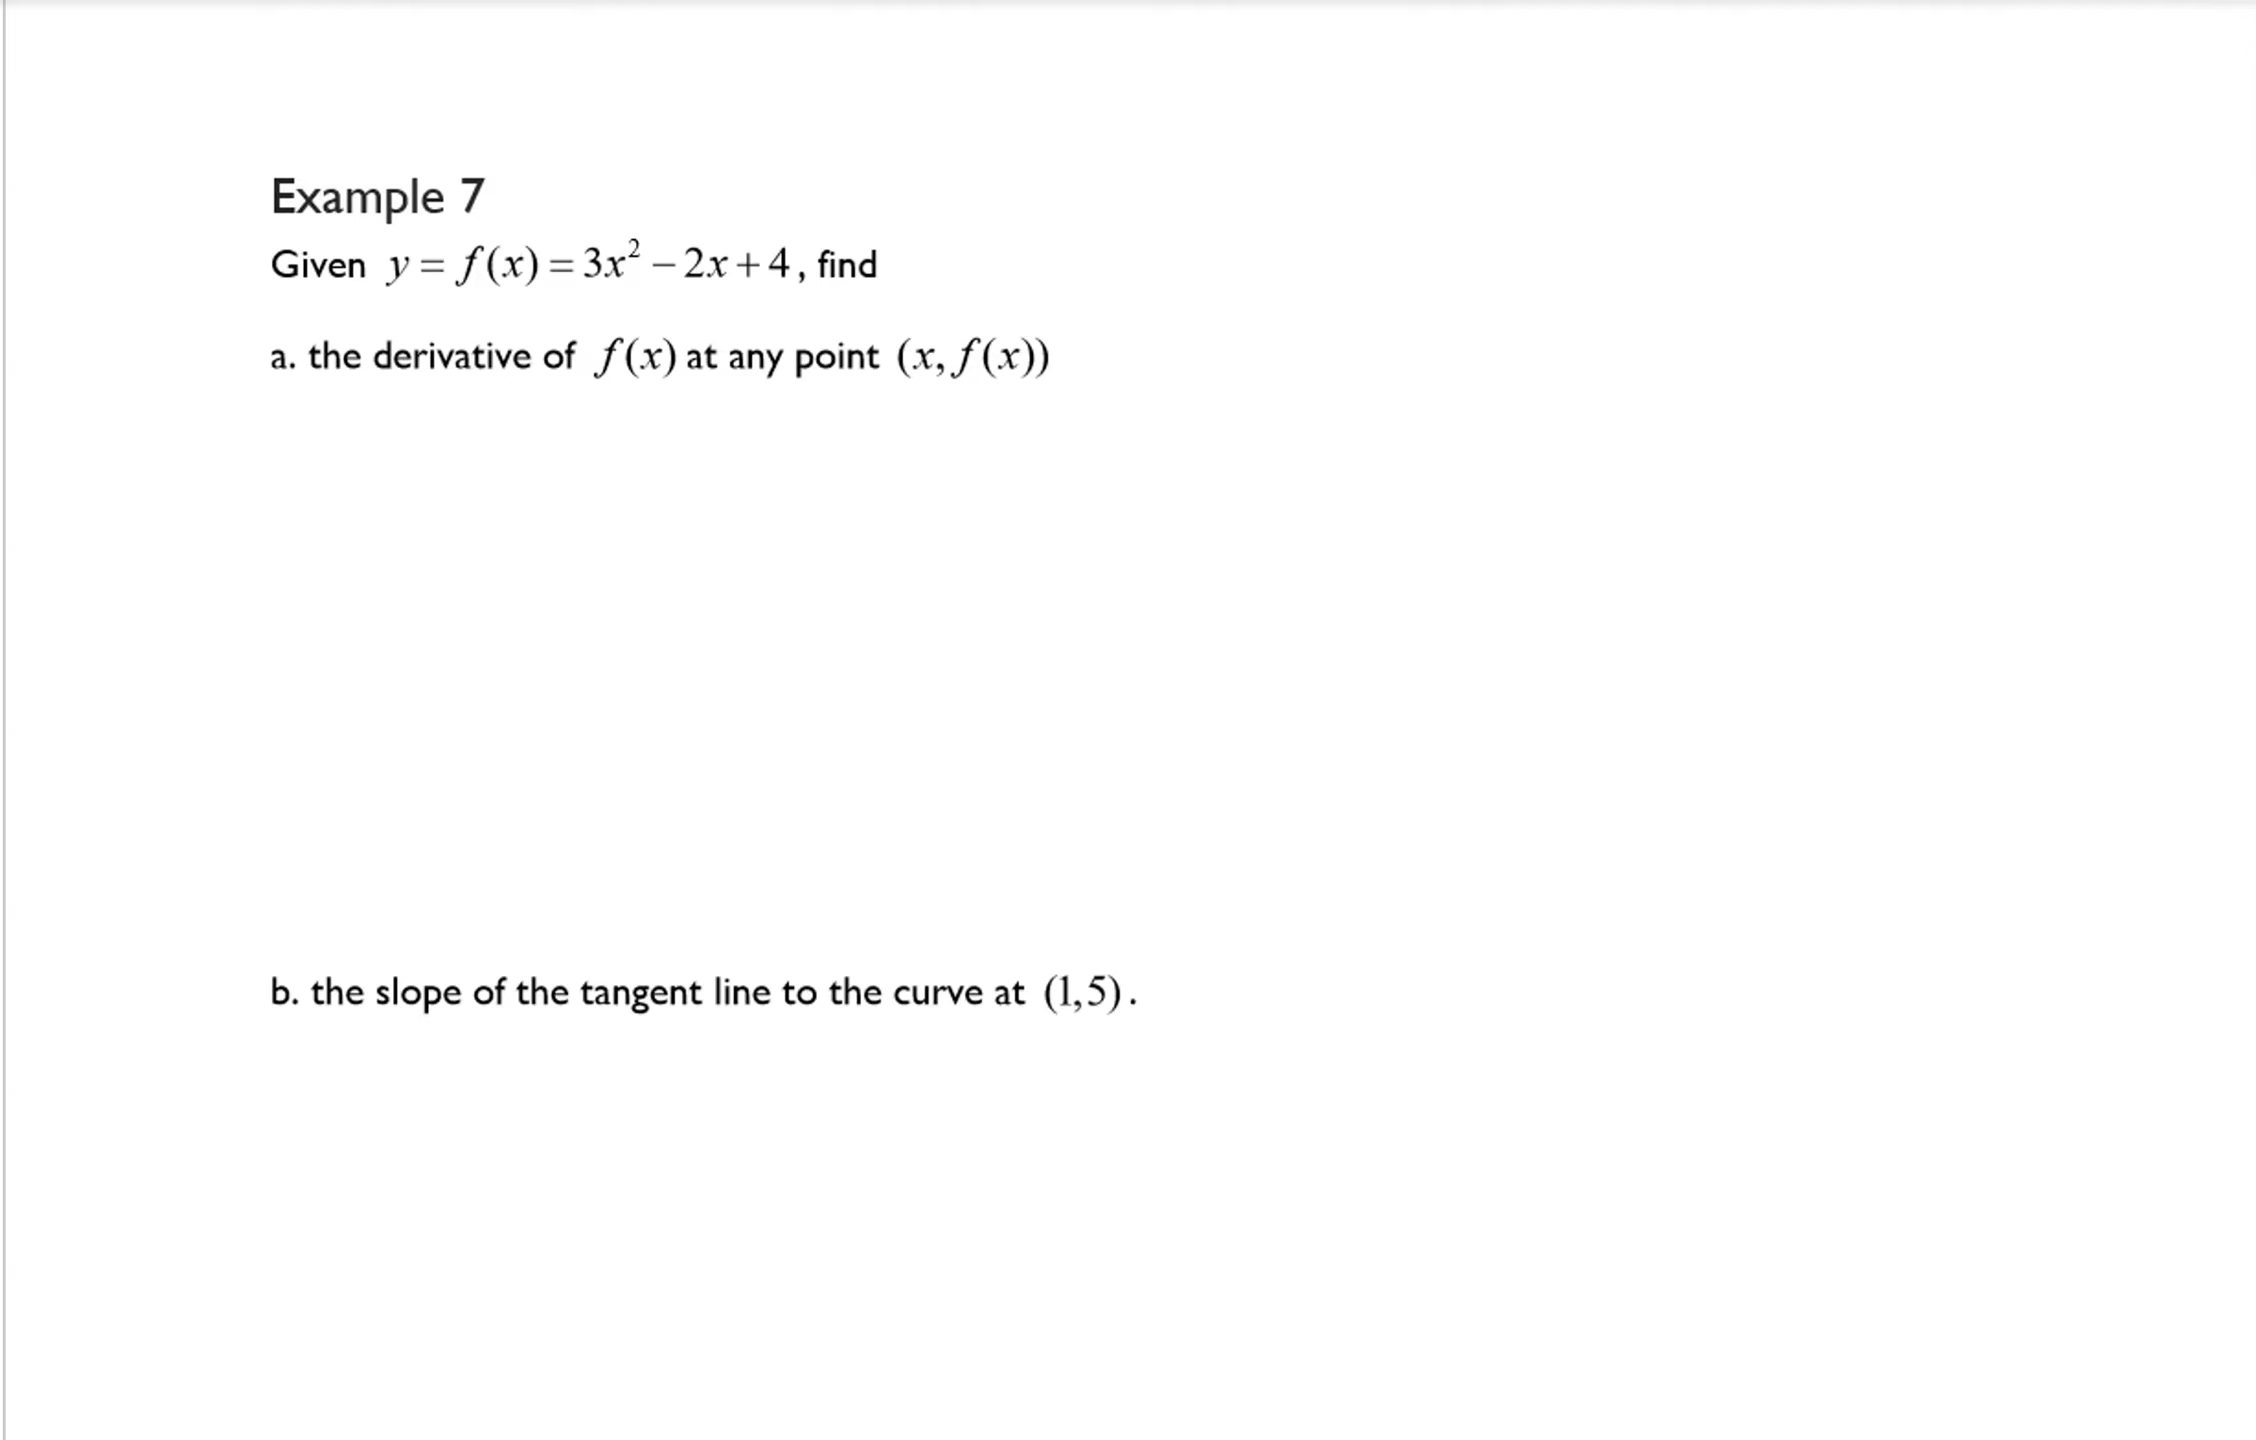 Example 7
Given y = f(x) = 3x² − 2x + 4, find
a. the derivative of f(x) at any point (x, f(x))
b. the slope of the tangent line to the curve at (1,5).